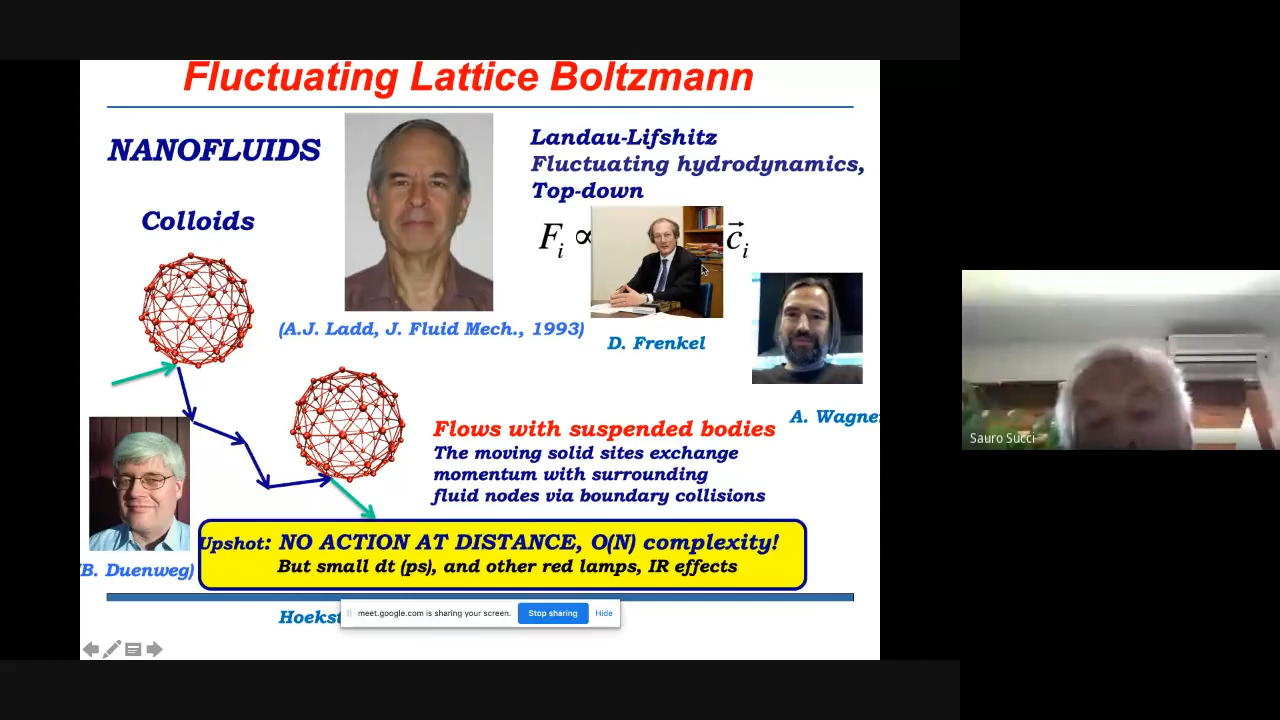 Fluctuating Lattice Boltzmann
NANOFLUIDS
Landau-Lifshitz
Fluctuating hydrodynamics,
Top-down
Colloids
F_i ∝
c_i
(A.J. Ladd, J. Fluid Mech., 1993)
D. Frenkel
A. Wagne
Flows with suspended bodies
The moving solid sites exchange
momentum with surrounding
fluid nodes via boundary collisions
B. Duenweg)
Upshot: NO ACTION AT DISTANCE, O(N) complexity!
But small dt (ps), and other red lamps, IR effects
Hoekst
meet.google.com is sharing your screen.
Stop sharing
Hide
Sauro Succi